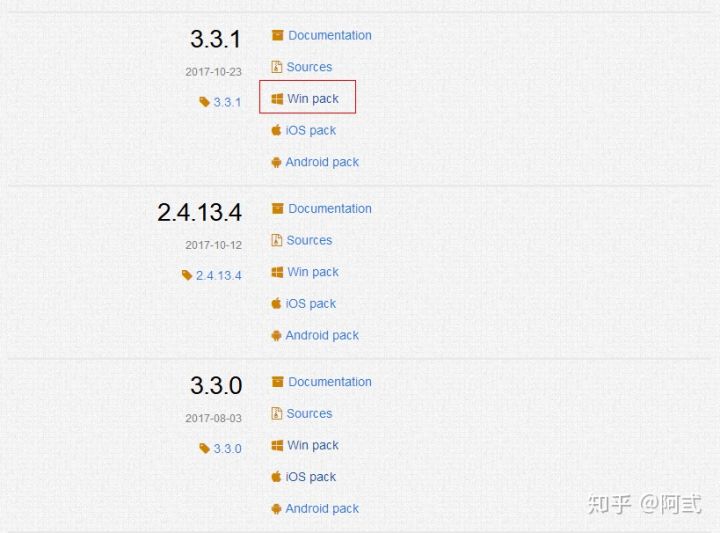 3.3.1
2017-10-23
3.3.1
Documentation
Sources
Win pack
iOS pack
Android pack
2.4.13.4
2017-10-12
2.4.13.4
Documentation
Sources
Win pack
iOS pack
Android pack
3.3.0
2017-08-03
3.3.0
Documentation
Sources
Win pack
iOS pack
Android pack
知乎 @阿弎